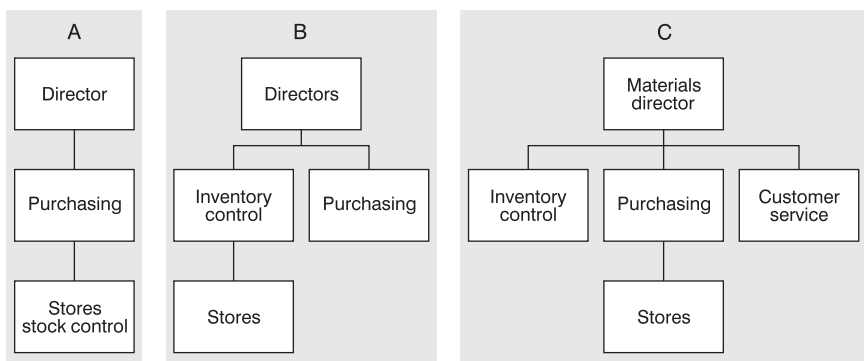 A
Director
Purchasing
Stores
stock control
B
Directors
Inventory
control
Purchasing
Stores
C
Materials
director
Inventory
control
Purchasing
Customer
service
Stores